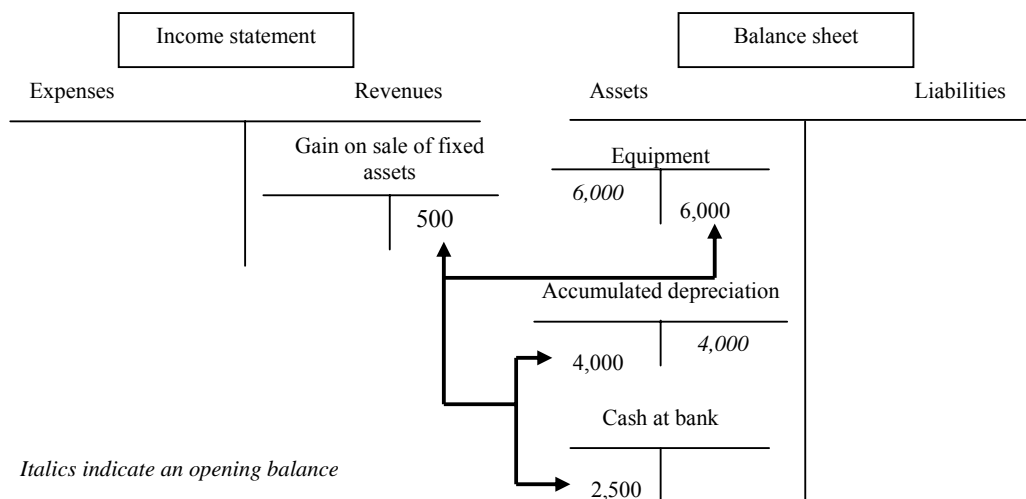 Income statement
Balance sheet
Expenses
Revenues
Assets
Liabilities
Gain on sale of fixed
assets
500
Equipment
6,000
6,000
Accumulated depreciation
4,000
4,000
Cash at bank
2,500
Italics indicate an opening balance